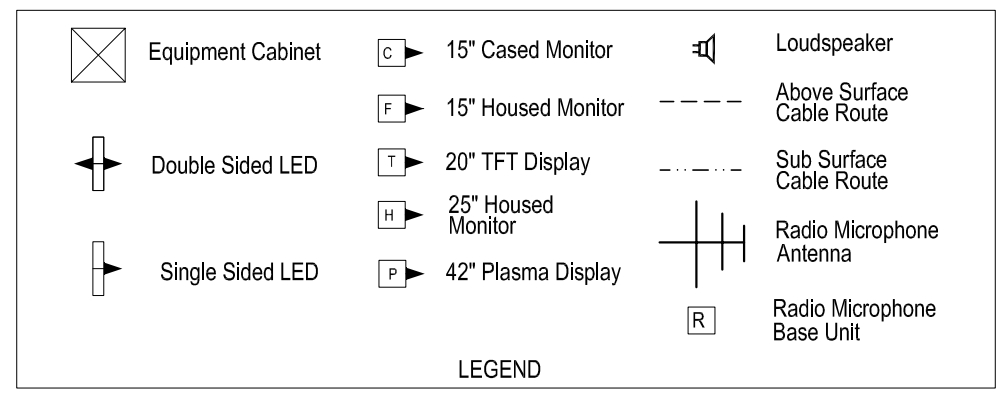 Equipment Cabinet
Double Sided LED
Single Sided LED
C 15" Cased Monitor
F 15" Housed Monitor
T 20" TFT Display
H 25" Housed
Monitor
P 42" Plasma Display
Loudspeaker
Above Surface
Cable Route
Sub Surface
Cable Route
Radio Microphone
Antenna
R Radio Microphone
Base Unit
LEGEND